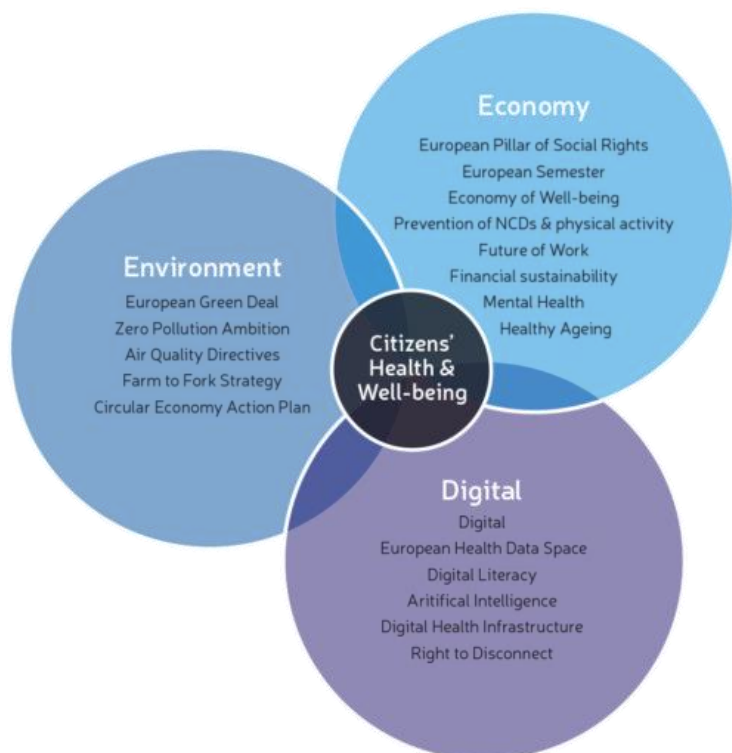 Economy
European Pillar of Social Rights
European Semester
Economy of Well-being
Prevention of NCDs & physical activity
Future of Work
Financial sustainability
Mental Health
Healthy Ageing
Environment
European Green Deal
Zero Pollution Ambition
Air Quality Directives
Farm to Fork Strategy
Circular Economy Action Plan
Citizens'
Health &
Well-being
Digital
Digital
European Health Data Space
Digital Literacy
Aritifical Intelligence
Digital Health Infrastructure
Right to Disconnect